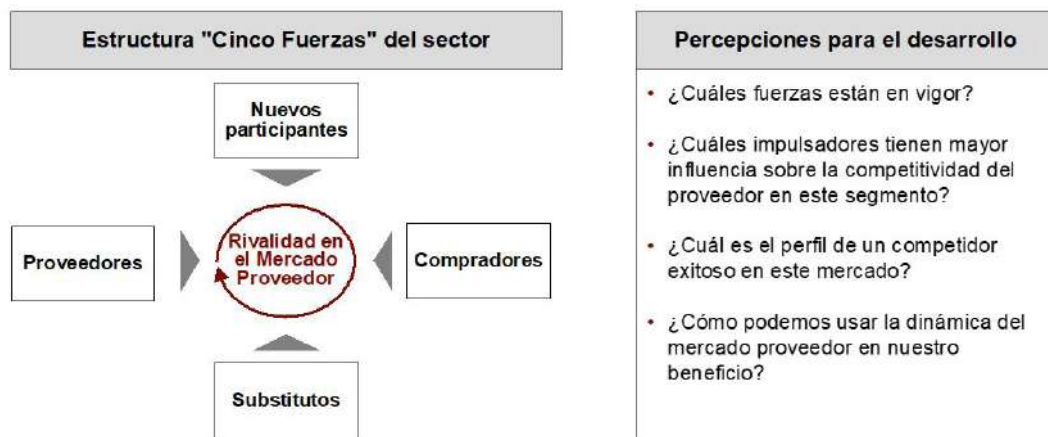 Estructura "Cinco Fuerzas" del sector
Nuevos
participantes
Proveedores
Rivalidad en
el Mercado
Proveedor
Compradores
Substitutos
Percepciones para el desarrollo
• ¿Cuáles fuerzas están en vigor?
• ¿Cuáles impulsadores tienen mayor
influencia sobre la competitividad del
proveedor en este segmento?
• ¿Cuál es el perfil de un competidor
exitoso en este mercado?
• ¿Cómo podemos usar la dinámica del
mercado proveedor en nuestro
beneficio?